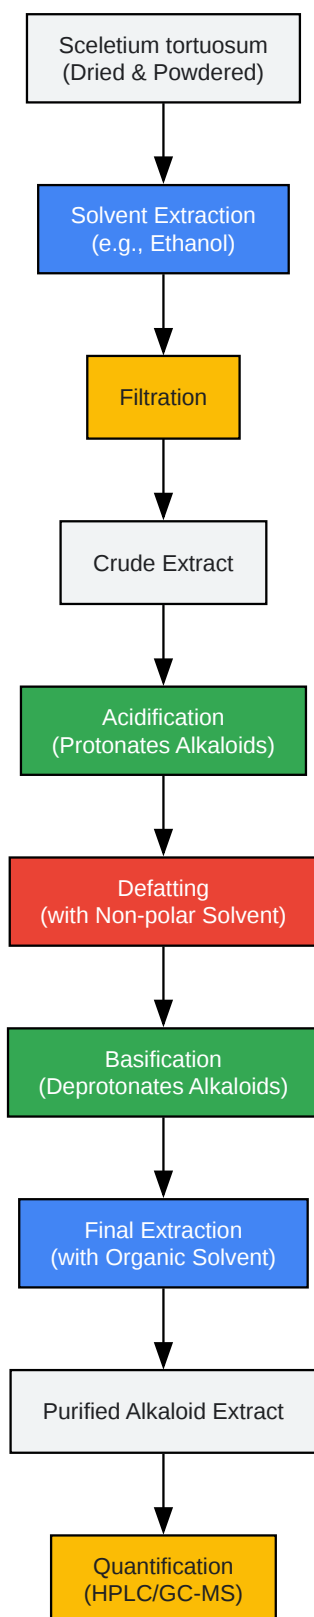 Sceletium tortuosum
(Dried & Powdered)
Solvent Extraction
(e.g., Ethanol)
Filtration
Crude Extract
Acidification
(Protonates Alkaloids)
Defatting
(with Non-polar Solvent)
Basification
(Deprotonates Alkaloids)
Final Extraction
(with Organic Solvent)
Purified Alkaloid Extract
Quantification
(HPLC/GC-MS)